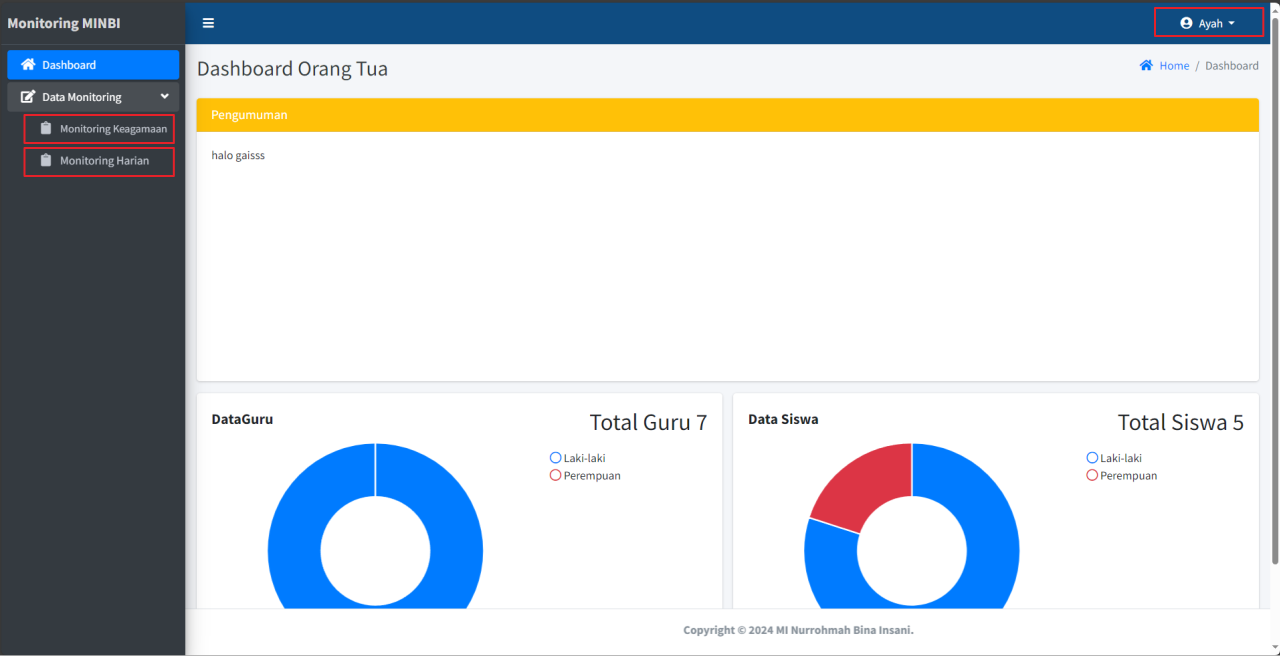 Monitoring MINBI
Ayah
Dashboard
Data Monitoring
Monitoring Keagamaan
Monitoring Harian
Dashboard Orang Tua
Home / Dashboard
Pengumuman
halo gaisss
DataGuru
Total Guru 7
Laki-laki
Perempuan
Data Siswa
Total Siswa 5
Laki-laki
Perempuan
Copyright © 2024 MI Nurrohmah Bina Insani.